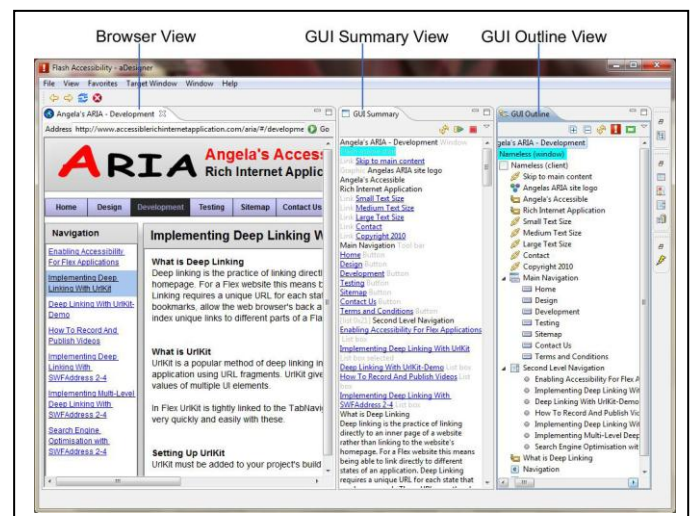 Browser View GUI Summary View GUI Outline View
Flash Accessibility - aDesigner
File View Favorites Target Window Window Help
Angela's ARIA - Development
Address http://www.accessiblerichinternetapplication.com/aria/#/developme Go
ARIA
Angela's Access
Rich Internet Applic
Home Design Development Testing Sitemap Contact Us
Navigation
Enabling Accessibility
For Flex Applications
Implementing Deep
Linking With UrlKit
Deep Linking With UrlKit-
Demo
How To Record And
Publish Videos
Implementing Deep
Linking With
SWFAddress 2-4
Implementing Multi-Level
Deep Linking With
SWFAddress 2-4
Search Engine
Optimisation with
SWFAddress 2-4
Implementing Deep Linking W
What is Deep Linking
Deep linking is the practice of linking directl
homepage. For a Flex website this means b
Linking requires a unique URL for each stat
bookmarks, allow the web browser's back a
index unique links to different parts of a Fla
What is UrlKit
UrlKit is a popular method of deep linking in
application using URL fragments. UrlKit give
values of multiple UI elements.
In Flex UrlKit is tightly linked to the TabNavi
very quickly and easily with these.
Setting Up UrlKit
UrlKit must be added to your project's build
GUI Summary
Angela's ARIA - Development Window
Link Skip to main content
Graphic Angelas ARIA site logo
Angela's Accessible
Rich Internet Application
Link Small Text Size
Link Medium Text Size
Link Large Text Size
Link Contact
Link Copyright 2010
Main Navigation Tool bar
Home Button
Design Button
Development Button
Testing Button
Sitemap Button
Contact Us Button
Terms and Conditions Button
Second Level Navigation
Enabling Accessibility For Flex Applications
List box
Implementing Deep Linking With UrlKit
List box selected
Deep Linking With UrlKit-Demo List box
How To Record And Publish Videos List
box
Implementing Deep Linking With
SWFAddress 2-4 List box
What is Deep Linking
Deep linking is the practice of linking
directly to an inner page of a website
rather than linking to the website's
homepage. For a Flex website this means
being able to link directly to different
states of an application. Deep Linking
requires a unique URL for each state that
GUI Outline
gela's ARIA - Development
Nameless (window)
Nameless (client)
Skip to main content
Angelas ARIA site logo
Angela's Accessible
Rich Internet Application
Small Text Size
Medium Text Size
Large Text Size
Contact
Copyright 2010
Main Navigation
Home
Design
Development
Testing
Sitemap
Contact Us
Terms and Conditions
Second Level Navigation
Enabling Accessibility For Flex A
Deep Linking With UrlKit-Demo
How To Record And Publish Vic
Implementing Deep Linking Wit
Implementing Multi-Level Deep
Search Engine Optimisation wit
What is Deep Linking
Navigation